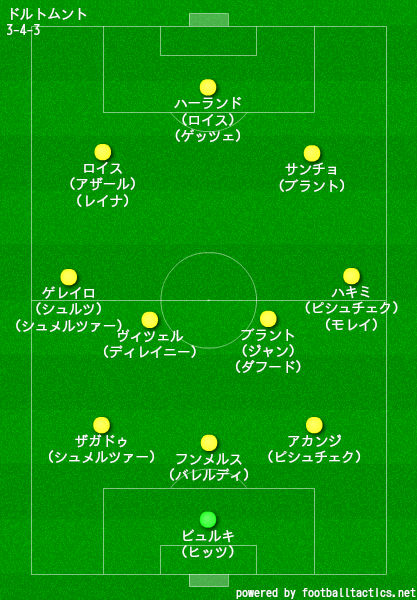 ドルトムント
3-4-3
ハーランド
（ロイス）
（ゲッツェ）
ロイス
（アザール）
（レイナ）
サンチョ
（ブラント）
ゲレイロ
（シュルツ）
（シュメルツァー）
ヴィツェル
（ディレイニー）
ブラント
（ジャン）
（ダフード）
ハキミ
（ピシュチェク）
（モレイ）
ザガドゥ
（シュメルツァー）
フンメルス
（バレルディ）
アカンジ
（ピシュチェク）
ビュルキ
（ヒッツ）
powered by footballtactics.net